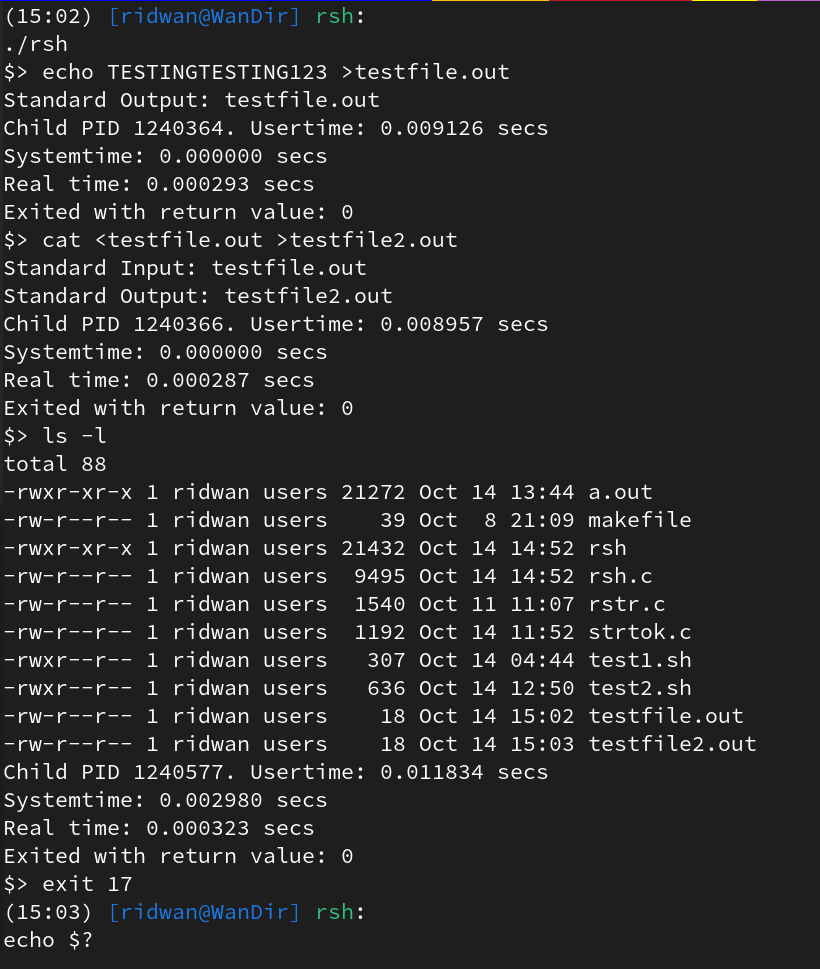 (15:02) [ridwan@WanDir] rsh:
./rsh
$> echo TESTINGTESTING123 >testfile.out
Standard Output: testfile.out
Child PID 1240364. Usertime: 0.009126 secs
Systemtime: 0.000000 secs
Real time: 0.000293 secs
Exited with return value: 0
$> cat <testfile.out >testfile2.out
Standard Input: testfile.out
Standard Output: testfile2.out
Child PID 1240366. Usertime: 0.008957 secs
Systemtime: 0.000000 secs
Real time: 0.000287 secs
Exited with return value: 0
$> ls -l
total 88
-rwxr-xr-x 1 ridwan users 21272 Oct 14 13:44 a.out
-rw-r--r-- 1 ridwan users    39 Oct  8 21:09 makefile
-rwxr-xr-x 1 ridwan users 21432 Oct 14 14:52 rsh
-rw-r--r-- 1 ridwan users  9495 Oct 14 14:52 rsh.c
-rw-r--r-- 1 ridwan users  1540 Oct 11 11:07 rstr.c
-rw-r--r-- 1 ridwan users  1192 Oct 14 11:52 strtok.c
-rwxr--r-- 1 ridwan users   307 Oct 14 04:44 test1.sh
-rwxr--r-- 1 ridwan users   636 Oct 14 12:50 test2.sh
-rw-r--r-- 1 ridwan users    18 Oct 14 15:02 testfile.out
-rw-r--r-- 1 ridwan users    18 Oct 14 15:03 testfile2.out
Child PID 1240577. Usertime: 0.011834 secs
Systemtime: 0.002980 secs
Real time: 0.000323 secs
Exited with return value: 0
$> exit 17
(15:03) [ridwan@WanDir] rsh:
echo $?